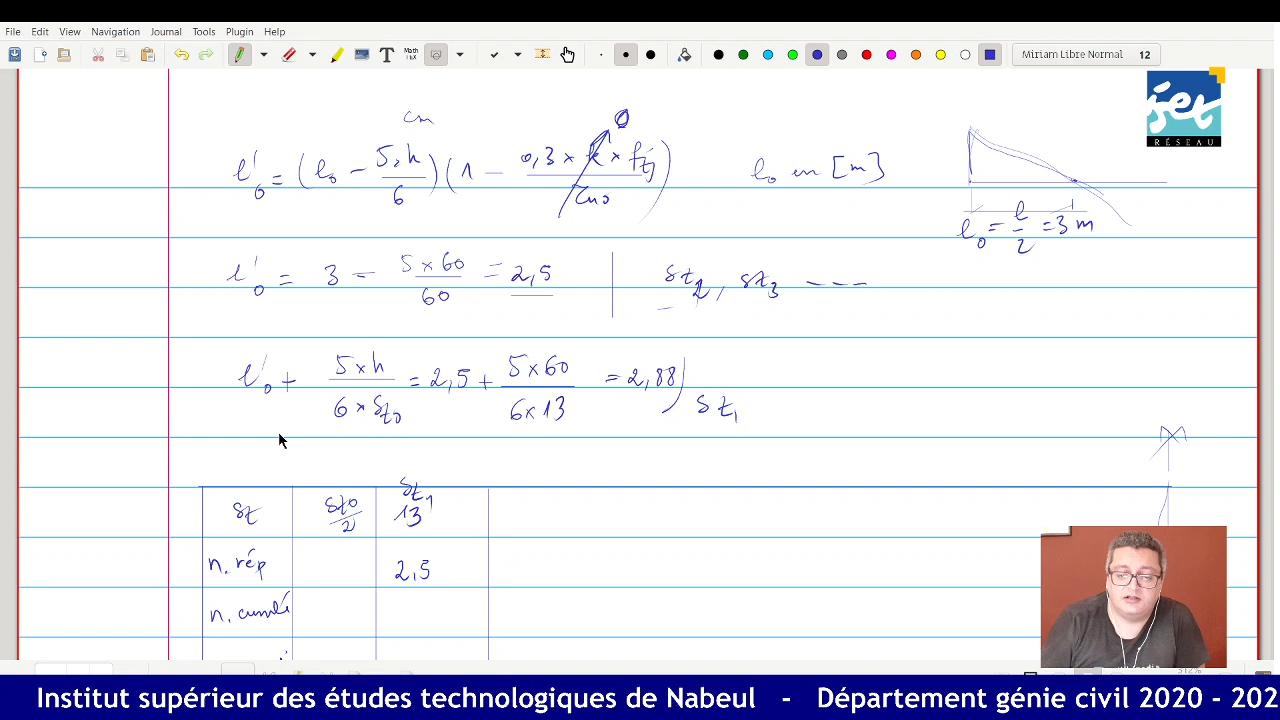 File Edit View Navigation Journal Tools Help
Miriam Libre Normal 12
iset
RÉSEAU
cm
0
l'0 = (l0 − 5.h/6)(1 − 0,3 × k × ftj/τu0) l0 en [m]
l0 = l/2 = 3 m
l'0 = 3 − 5 × 60/60 = 2,5 | St2, St3 ---
l'0 + 5 × h/6 × St0 = 2,5 + 5 × 60/6 × 13 = 2,88) St1
St St0/2 St1 13
n. rép 2,5
n. cumulé
Institut supérieur des études technologiques de Nabeul - Département génie civil 2020 - 202